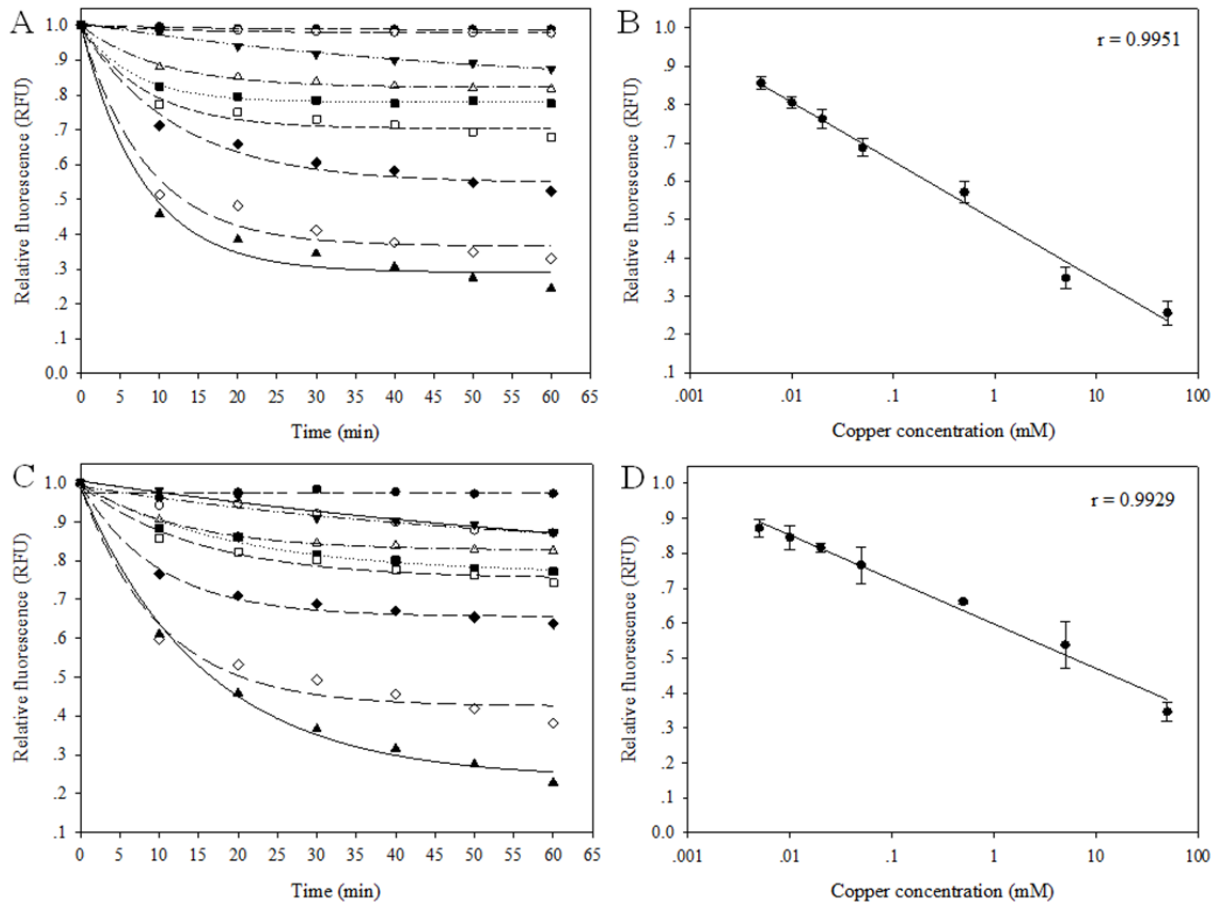 A
Relative fluorescence (RFU)
1.0
.9
.8
.7
.6
.5
.4
.3
.2
.1
0.0
0 5 10 15 20 25 30 35 40 45 50 55 60 65
Time (min)
B
r = 0.9951
Relative fluorescence (RFU)
1.0
.9
.8
.7
.6
.5
.4
.3
.2
.1
.001 .01 .1 1 10 100
Copper concentration (mM)
C
Relative fluorescence (RFU)
1.0
.9
.8
.7
.6
.5
.4
.3
.2
.1
0 5 10 15 20 25 30 35 40 45 50 55 60 65
Time (min)
D
r = 0.9929
Relative fluorescence (RFU)
1.0
.9
.8
.7
.6
.5
.4
.3
.2
.1
0.0
.001 .01 .1 1 10 100
Copper concentration (mM)